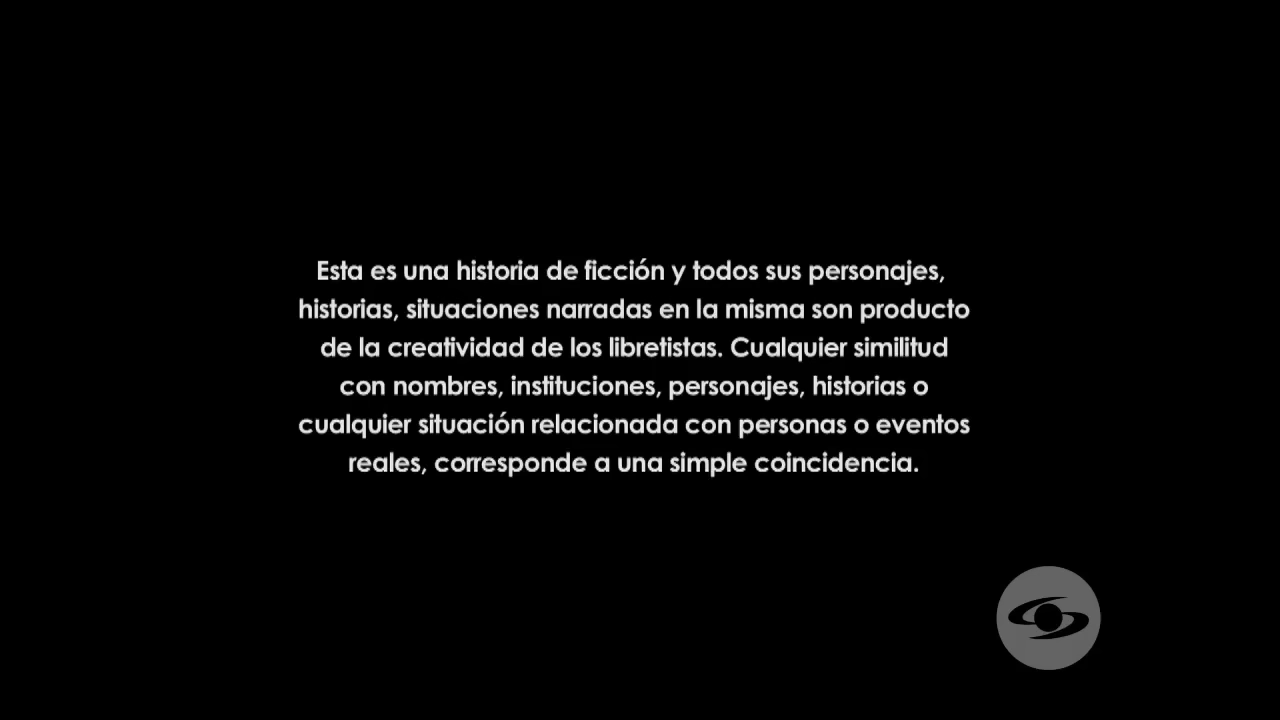 Esta es una historia de ficción y todos sus personajes,
historias, situaciones narradas en la misma son producto
de la creatividad de los libretistas. Cualquier similitud
con nombres, instituciones, personajes, historias o
cualquier situación relacionada con personas o eventos
reales, corresponde a una simple coincidencia.